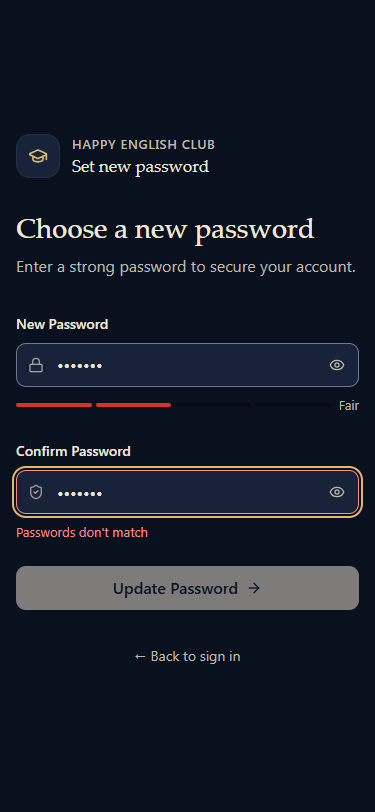 HAPPY ENGLISH CLUB
Set new password
Choose a new password
Enter a strong password to secure your account.
New Password
•••••••
Fair
Confirm Password
•••••••
Passwords don't match
Update Password →
← Back to sign in